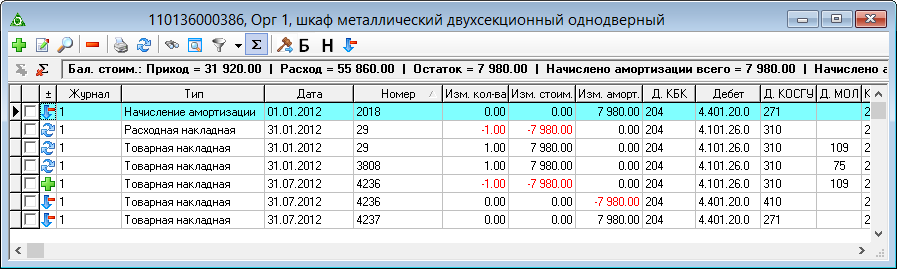 110136000386, Орг 1, шкаф металлический двухсекционный однодверный
Σ Б Н
Бал. стоим.: Приход = 31 920.00 | Расход = 55 860.00 | Остаток = 7 980.00 | Начислено амортизации всего = 7 980.00 | Начислено а
± Журнал Тип Дата Номер Изм. кол-ва Изм. стоим. Изм. аморт. Д. КБК Дебет Д. КОСГУ Д. МОЛ К
1 Начисление амортизации 01.01.2012 2018 0.00 0.00 7 980.00 204 4.401.20.0 271 2
1 Расходная накладная 31.01.2012 29 -1.00 -7 980.00 0.00 204 4.101.26.0 310 2
1 Товарная накладная 31.01.2012 29 1.00 7 980.00 0.00 204 4.101.26.0 310 109 2
1 Товарная накладная 31.01.2012 3808 1.00 7 980.00 0.00 204 4.101.26.0 310 75 2
1 Товарная накладная 31.07.2012 4236 -1.00 -7 980.00 0.00 204 4.101.26.0 310 109 2
1 Товарная накладная 31.07.2012 4236 0.00 0.00 -7 980.00 204 4.401.20.0 410 2
1 Товарная накладная 31.07.2012 4237 0.00 0.00 7 980.00 204 4.401.20.0 271 2